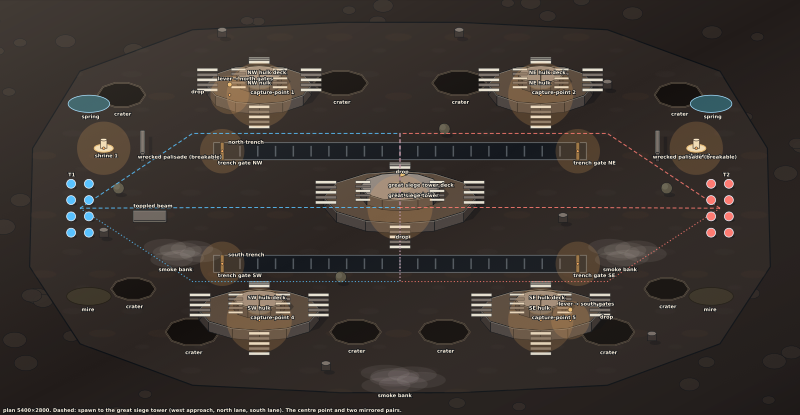 NW hulk deck
lever → north gates
NW hulk
drop
capture-point 1
NE hulk deck
NE hulk
capture-point 2
crater
crater
crater
crater
spring
spring
north trench
shrine 1
wrecked palisade (breakable)
trench gate NW
trench gate NE
wrecked palisade (breakable)
T1
drop
T2
great siege tower deck
great siege tower
toppled beam
drop
south trench
smoke bank
trench gate SW
trench gate SE
smoke bank
SW hulk deck
SW hulk
capture-point 4
SE hulk deck
lever → south gates
SE hulk
capture-point 5
drop
mire
crater
crater
mire
crater
crater
crater
crater
smoke bank
plan 5400×2800. Dashed: spawn to the great siege tower (west approach, north lane, south lane). The centre point and two mirrored pairs.